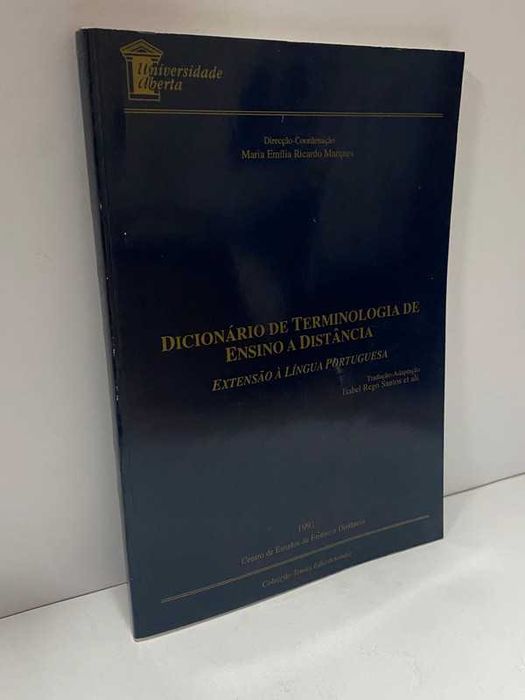 Universidade
Aberta
Direcção-Coordenação
Maria Emília Ricardo Marques
DICIONÁRIO DE TERMINOLOGIA DE
ENSINO A DISTÂNCIA
EXTENSÃO À LÍNGUA PORTUGUESA
Tradução-Adaptação
Isabel Rego Santos et alii
Centro de Estudos de Ensino a Distância